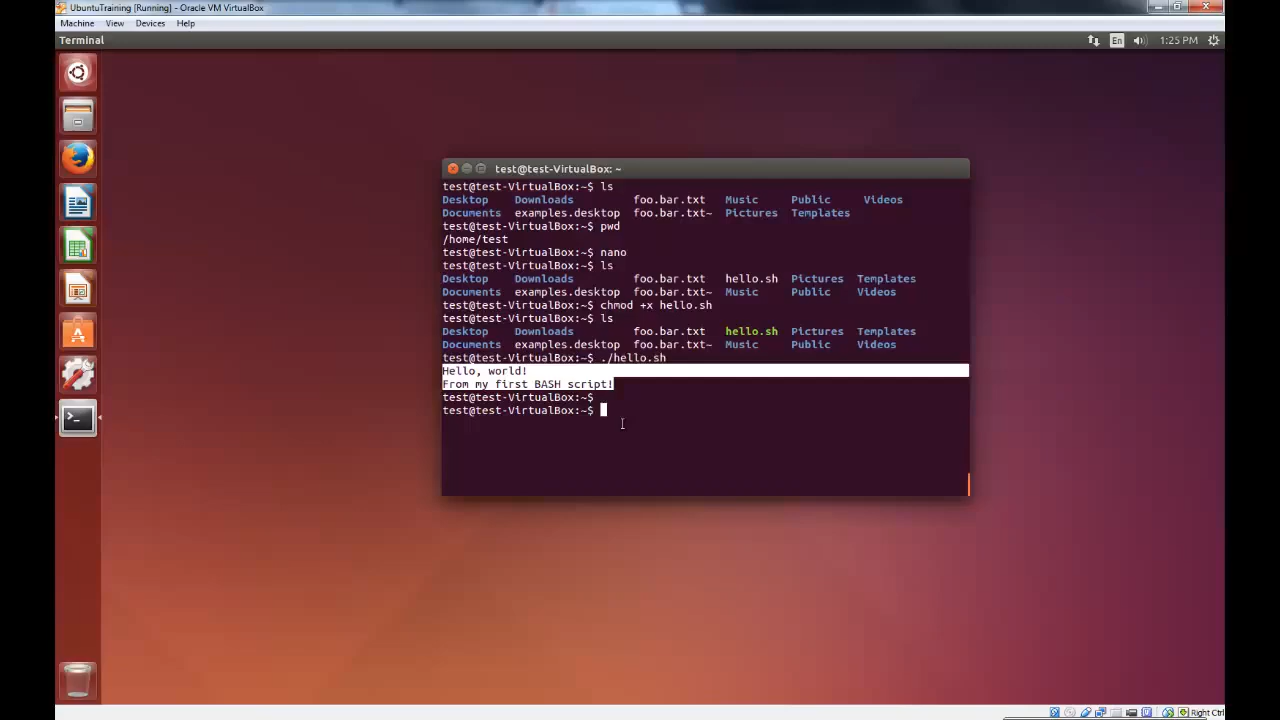 UbuntuTraining [Running] - Oracle VM VirtualBox
Machine View Devices Help
Terminal En 1:25 PM
test@test-VirtualBox: ~
test@test-VirtualBox:~$ ls
Desktop Downloads foo.bar.txt Music Public Videos
Documents examples.desktop foo.bar.txt~ Pictures Templates
test@test-VirtualBox:~$ pwd
/home/test
test@test-VirtualBox:~$ nano
test@test-VirtualBox:~$ ls
Desktop Downloads foo.bar.txt hello.sh Pictures Templates
Documents examples.desktop foo.bar.txt~ Music Public Videos
test@test-VirtualBox:~$ chmod +x hello.sh
test@test-VirtualBox:~$ ls
Desktop Downloads foo.bar.txt hello.sh Pictures Templates
Documents examples.desktop foo.bar.txt~ Music Public Videos
test@test-VirtualBox:~$ ./hello.sh
Hello, world!
From my first BASH script!
test@test-VirtualBox:~$
test@test-VirtualBox:~$
Right Ctrl